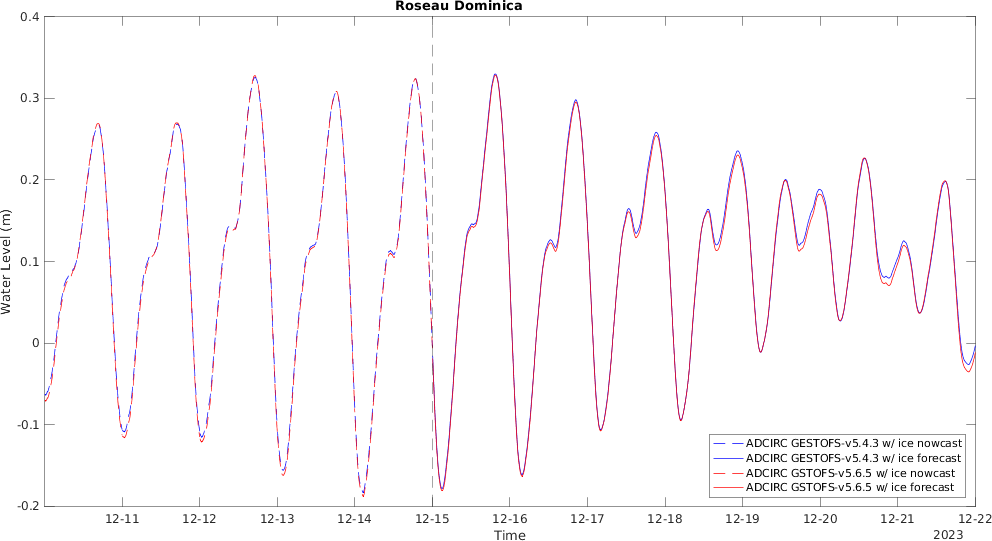 Roseau Dominica
0.4
0.3
0.2
0.1
0
-0.1
-0.2
Water Level (m)
ADCIRC GESTOFS-v5.4.3 w/ ice nowcast
ADCIRC GESTOFS-v5.4.3 w/ ice forecast
ADCIRC GSTOFS-v5.6.5 w/ ice nowcast
ADCIRC GSTOFS-v5.6.5 w/ ice forecast
12-11 12-12 12-13 12-14 12-15 12-16 12-17 12-18 12-19 12-20 12-21 12-22
Time
2023